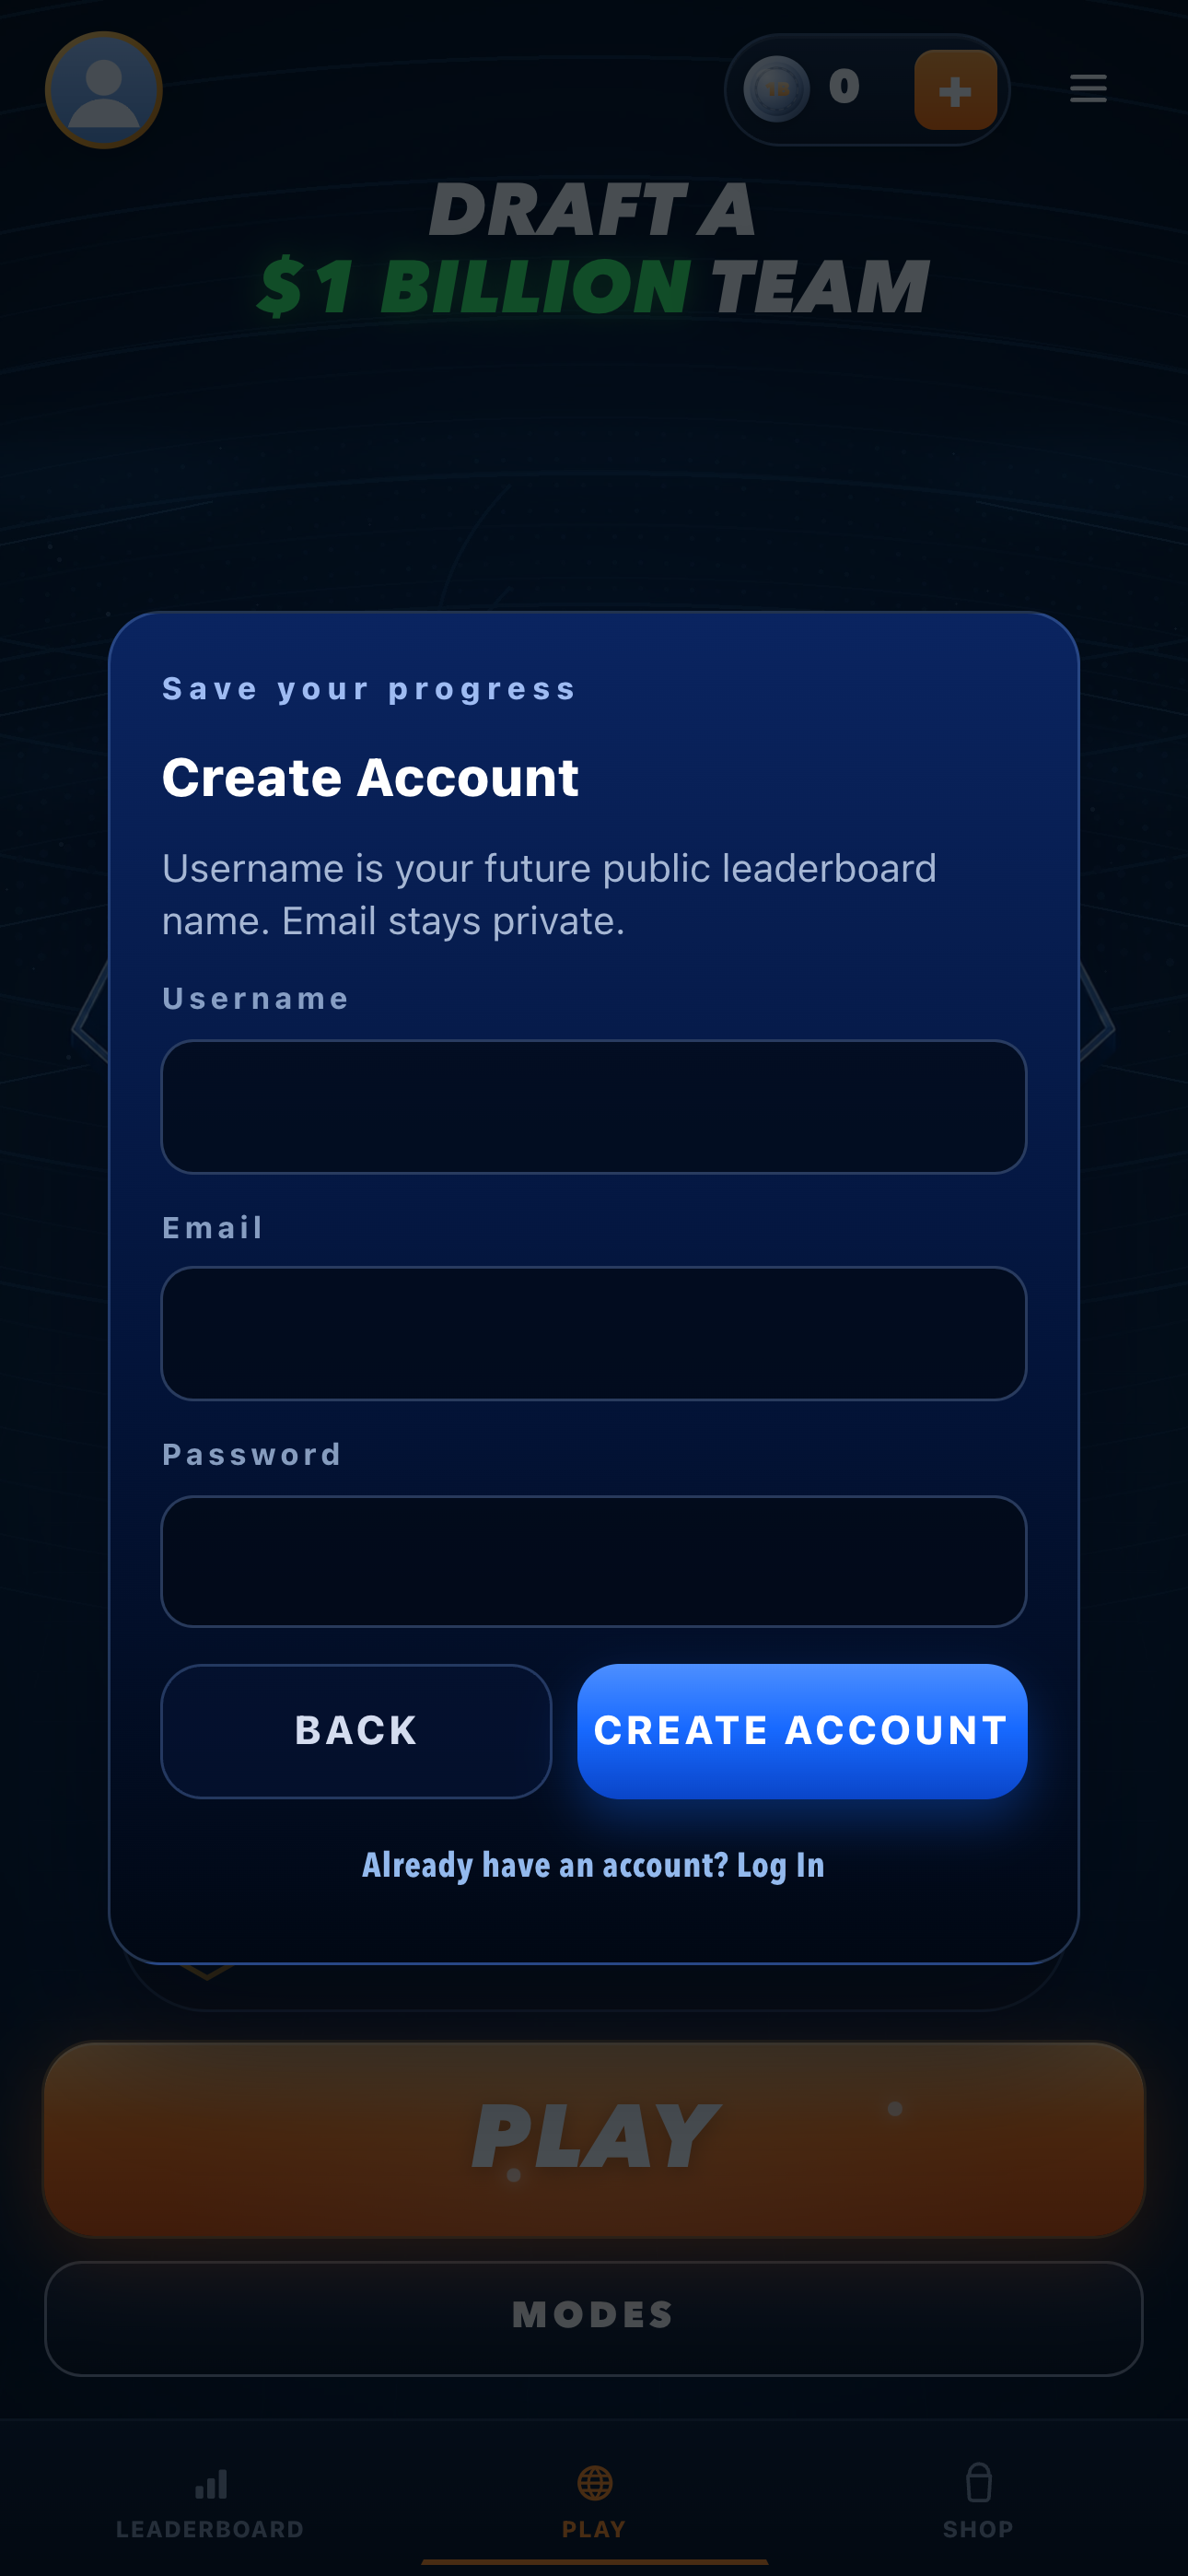 0
DRAFT A
$1 BILLION TEAM
Save your progress
Create Account
Username is your future public leaderboard
name. Email stays private.
Username
Email
Password
BACK
CREATE ACCOUNT
Already have an account? Log In
PLAY
MODES
LEADERBOARD
PLAY
SHOP